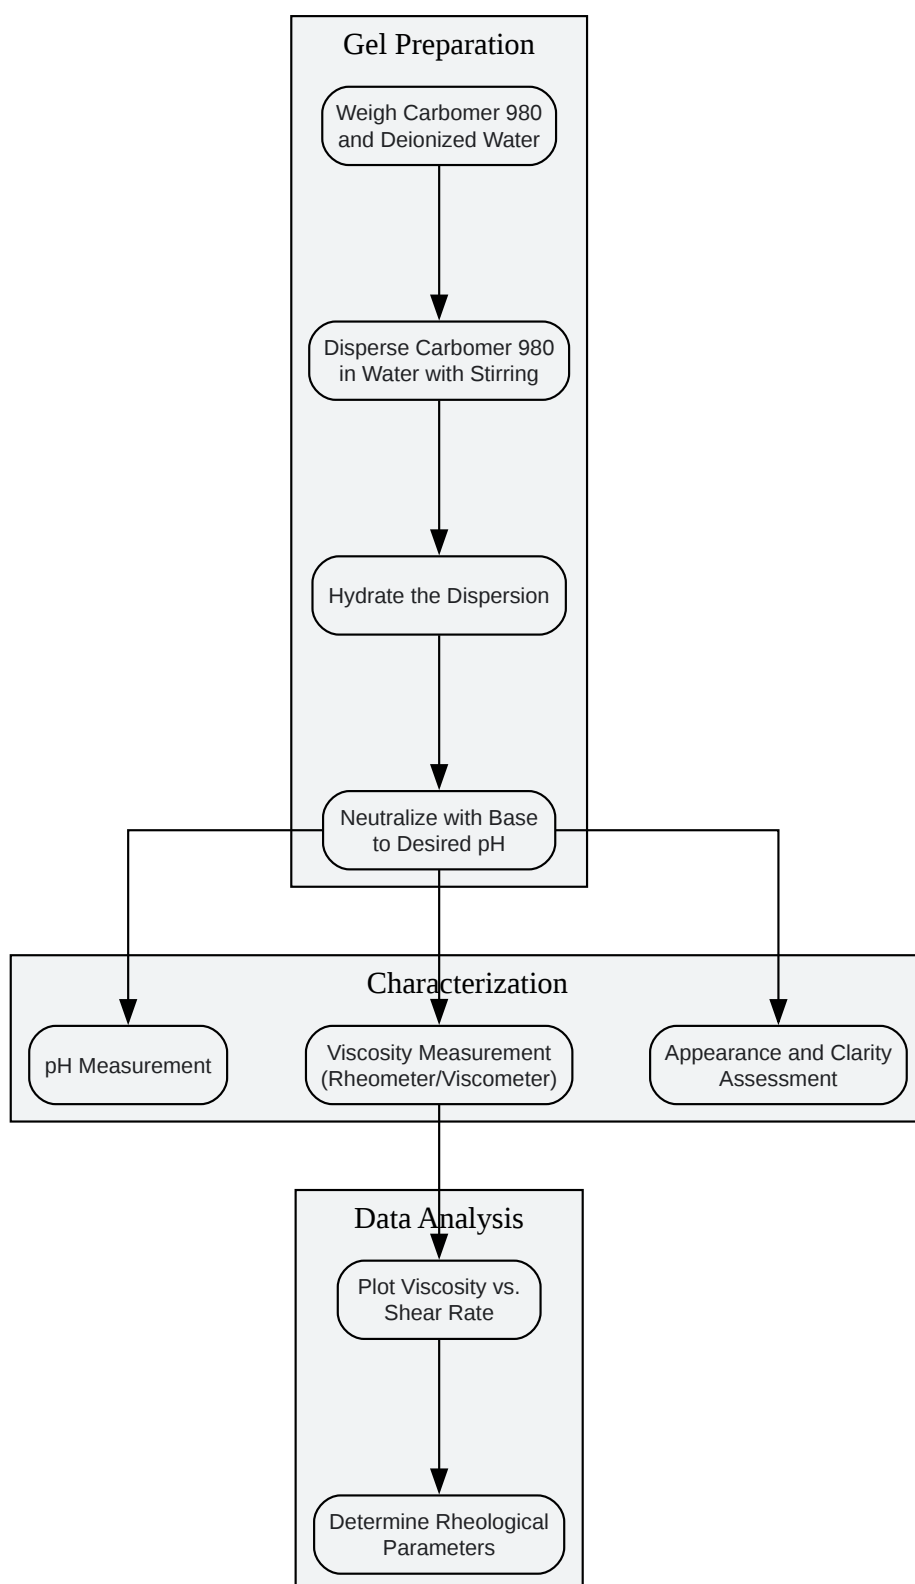 Gel Preparation
Weigh Carbomer 980
and Deionized Water
Disperse Carbomer 980
in Water with Stirring
Hydrate the Dispersion
Neutralize with Base
to Desired pH
Characterization
pH Measurement
Viscosity Measurement
(Rheometer/Viscometer)
Appearance and Clarity
Assessment
Data Analysis
Plot Viscosity vs.
Shear Rate
Determine Rheological
Parameters